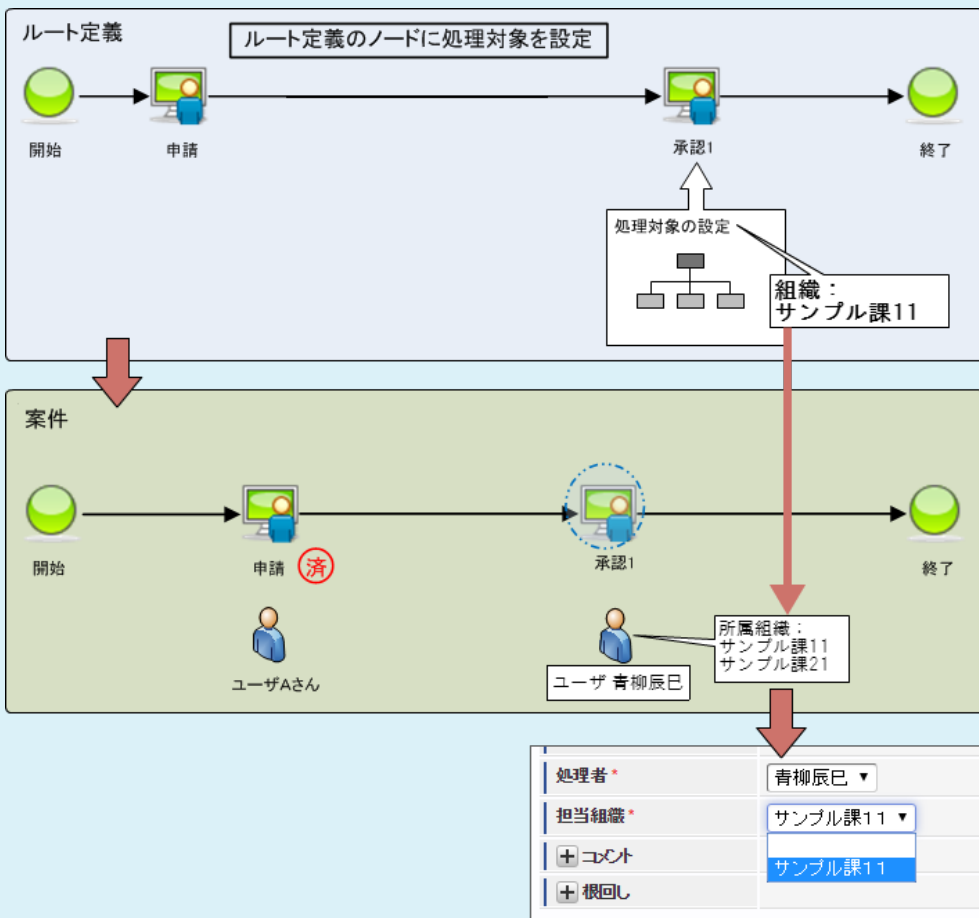 ルート定義
ルート定義のノードに処理対象を設定
開始
申請
承認1
終了
処理対象の設定
組織：
サンプル課11
案件
開始
申請
済
承認1
終了
ユーザAさん
ユーザ 青柳辰巳
所属組織：
サンプル課11
サンプル課21
処理者*
青柳辰巳 ▼
担当組織*
サンプル課11 ▼
サンプル課11
コメント
根回し